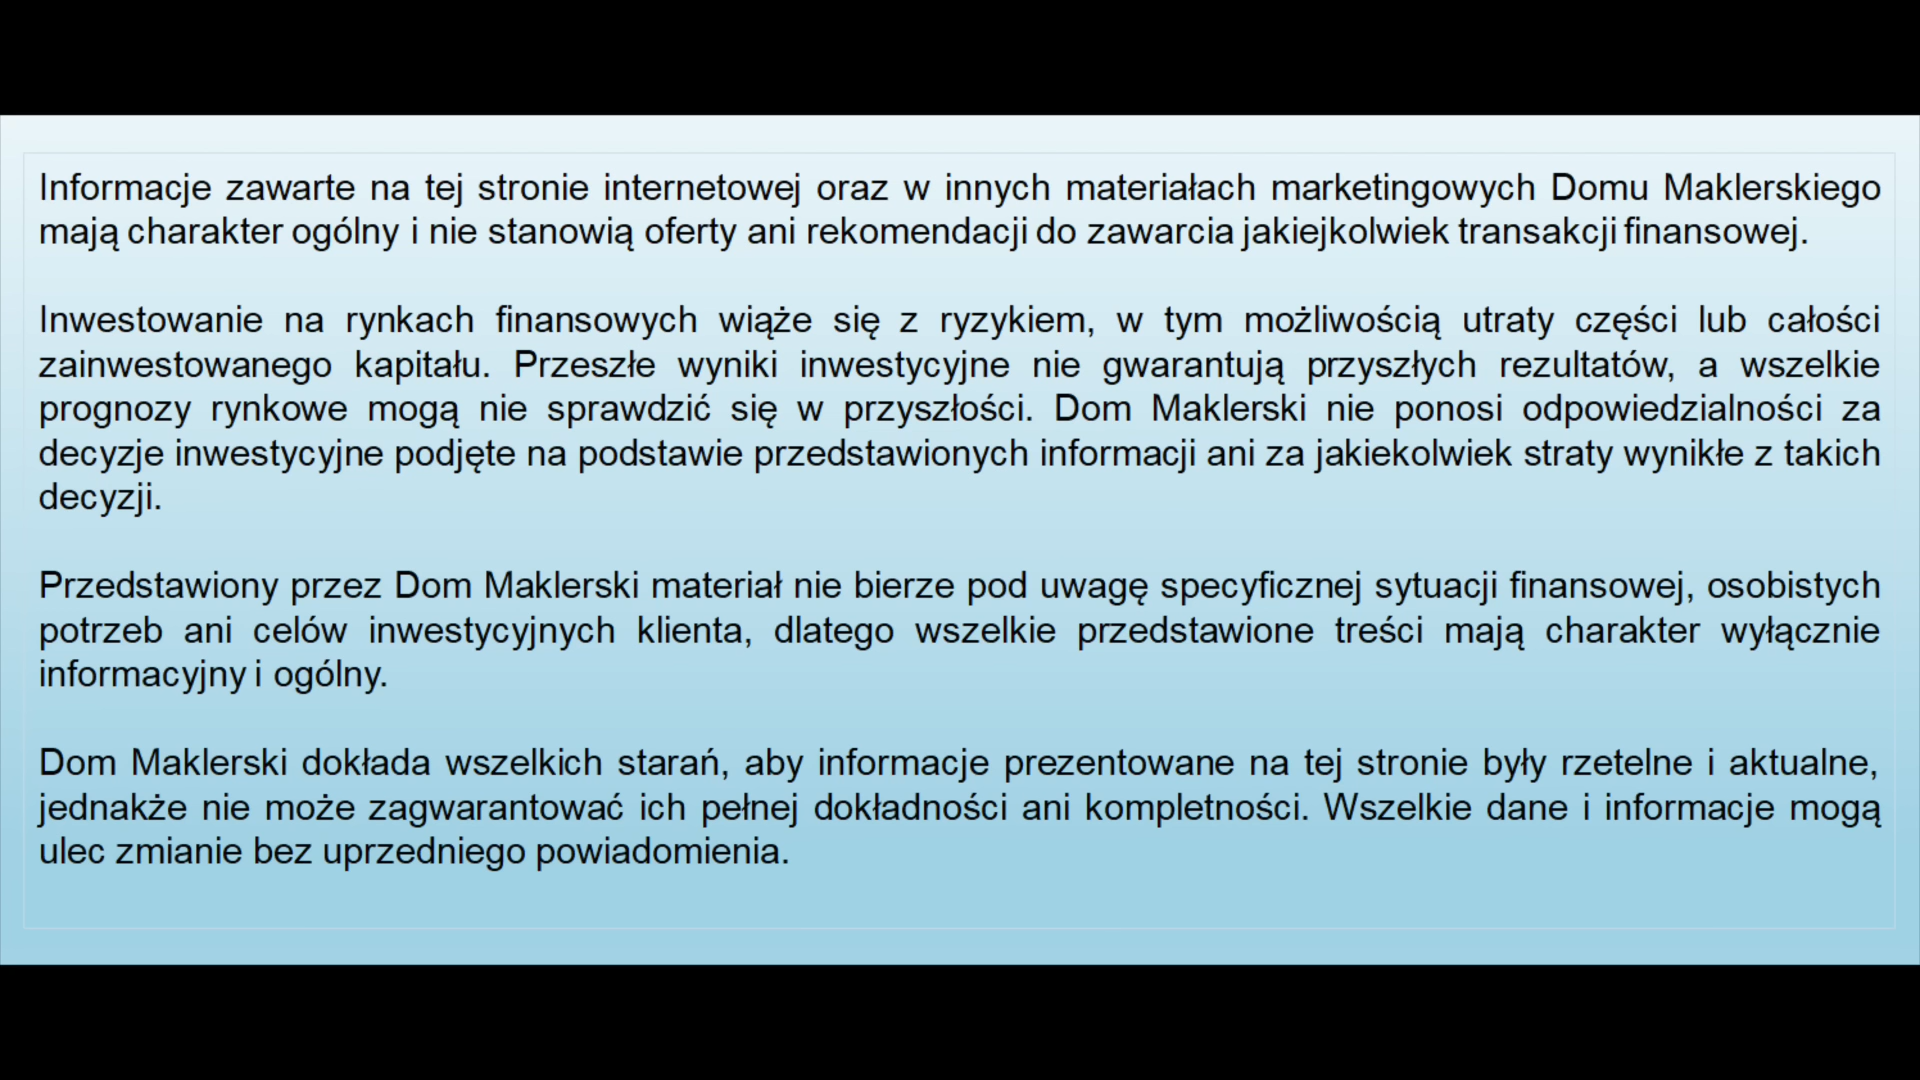 Informacje zawarte na tej stronie internetowej oraz w innych materiałach marketingowych Domu Maklerskiego
mają charakter ogólny i nie stanowią oferty ani rekomendacji do zawarcia jakiejkolwiek transakcji finansowej.
Inwestowanie na rynkach finansowych wiąże się z ryzykiem, w tym możliwością utraty części lub całości
zainwestowanego kapitału. Przeszłe wyniki inwestycyjne nie gwarantują przyszłych rezultatów, a wszelkie
prognozy rynkowe mogą nie sprawdzić się w przyszłości. Dom Maklerski nie ponosi odpowiedzialności za
decyzje inwestycyjne podjęte na podstawie przedstawionych informacji ani za jakiekolwiek straty wynikłe z takich
decyzji.
Przedstawiony przez Dom Maklerski materiał nie bierze pod uwagę specyficznej sytuacji finansowej, osobistych
potrzeb ani celów inwestycyjnych klienta, dlatego wszelkie przedstawione treści mają charakter wyłącznie
informacyjny i ogólny.
Dom Maklerski dokłada wszelkich starań, aby informacje prezentowane na tej stronie były rzetelne i aktualne,
jednakże nie może zagwarantować ich pełnej dokładności ani kompletności. Wszelkie dane i informacje mogą
ulec zmianie bez uprzedniego powiadomienia.